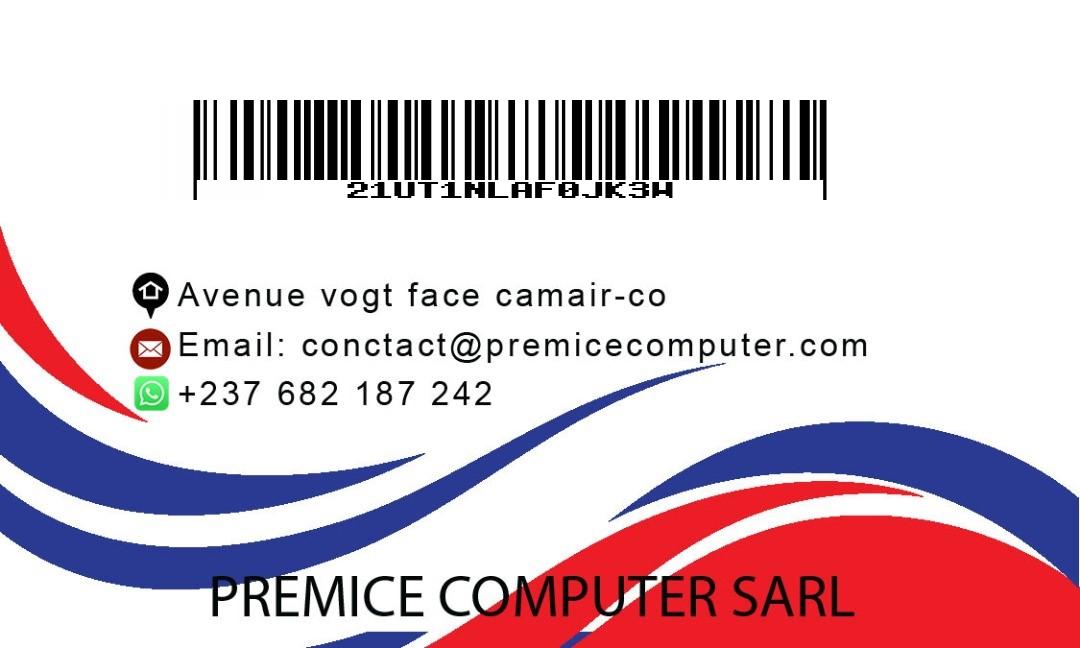 21UT1NLAF0JK3W
Avenue vogt face camair-co
Email: conctact@premicecomputer.com
+237 682 187 242
PREMICE COMPUTER SARL